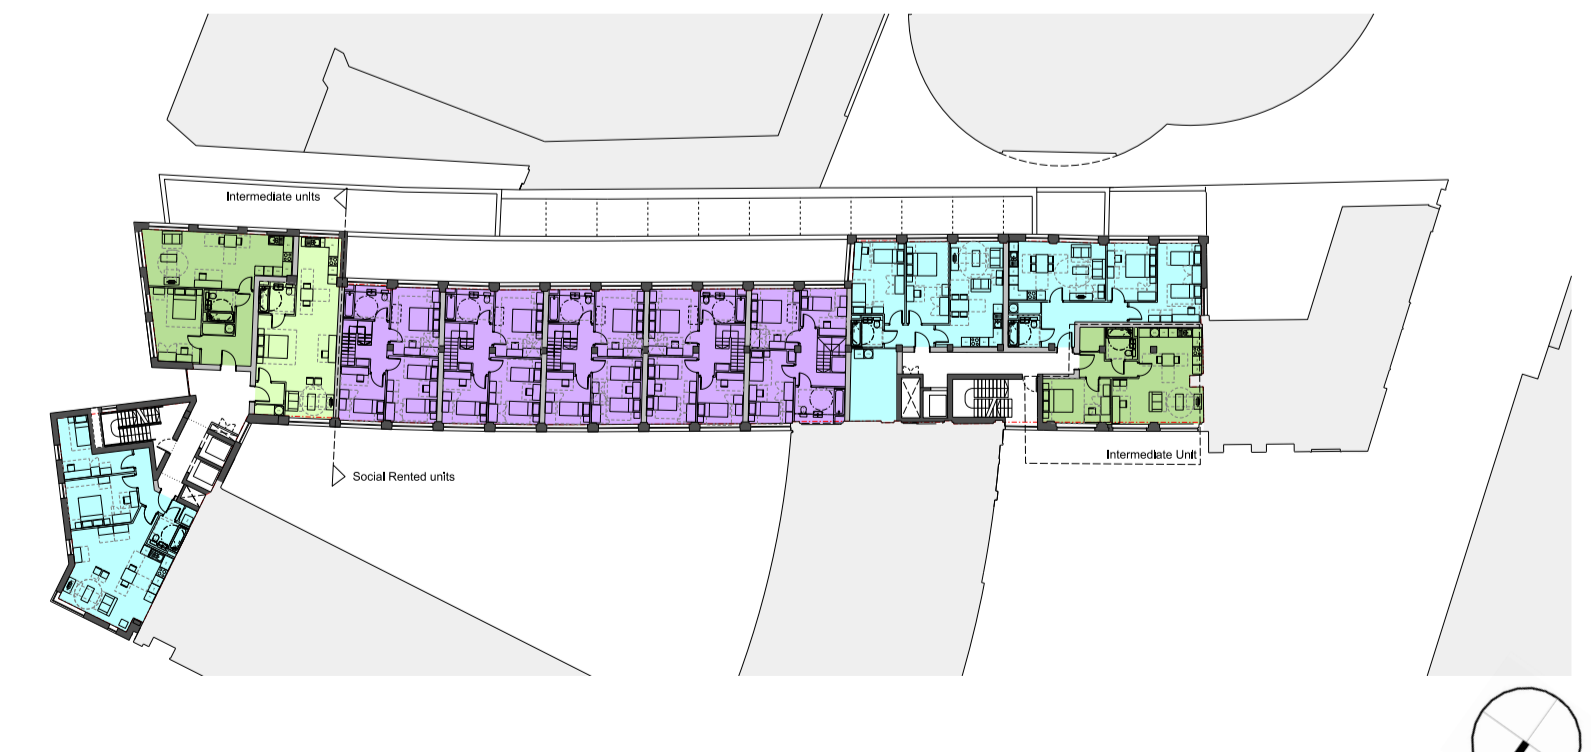 Intermediate units
Intermediate Unit
Social Rented units